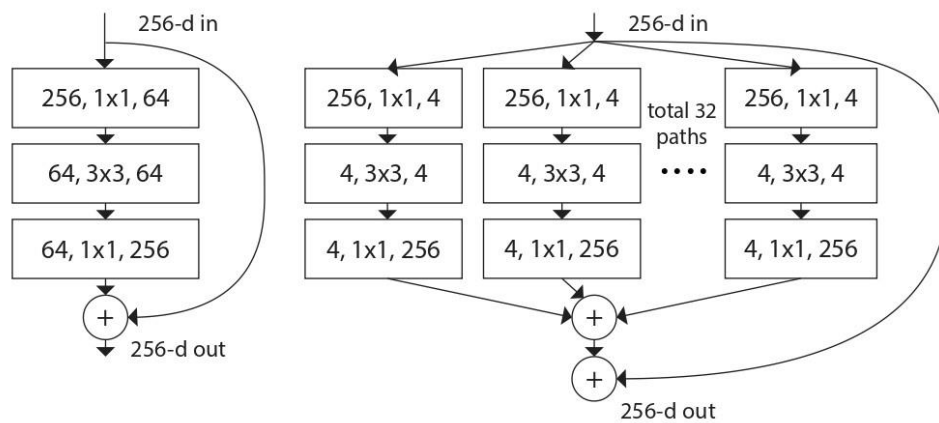 256-d in
256, 1x1, 64
64, 3x3, 64
64, 1x1, 256
+
256-d out
256-d in
256, 1x1, 4
256, 1x1, 4
total 32
paths
256, 1x1, 4
4, 3x3, 4
4, 3x3, 4
....
4, 3x3, 4
4, 1x1, 256
4, 1x1, 256
4, 1x1, 256
+
+
256-d out